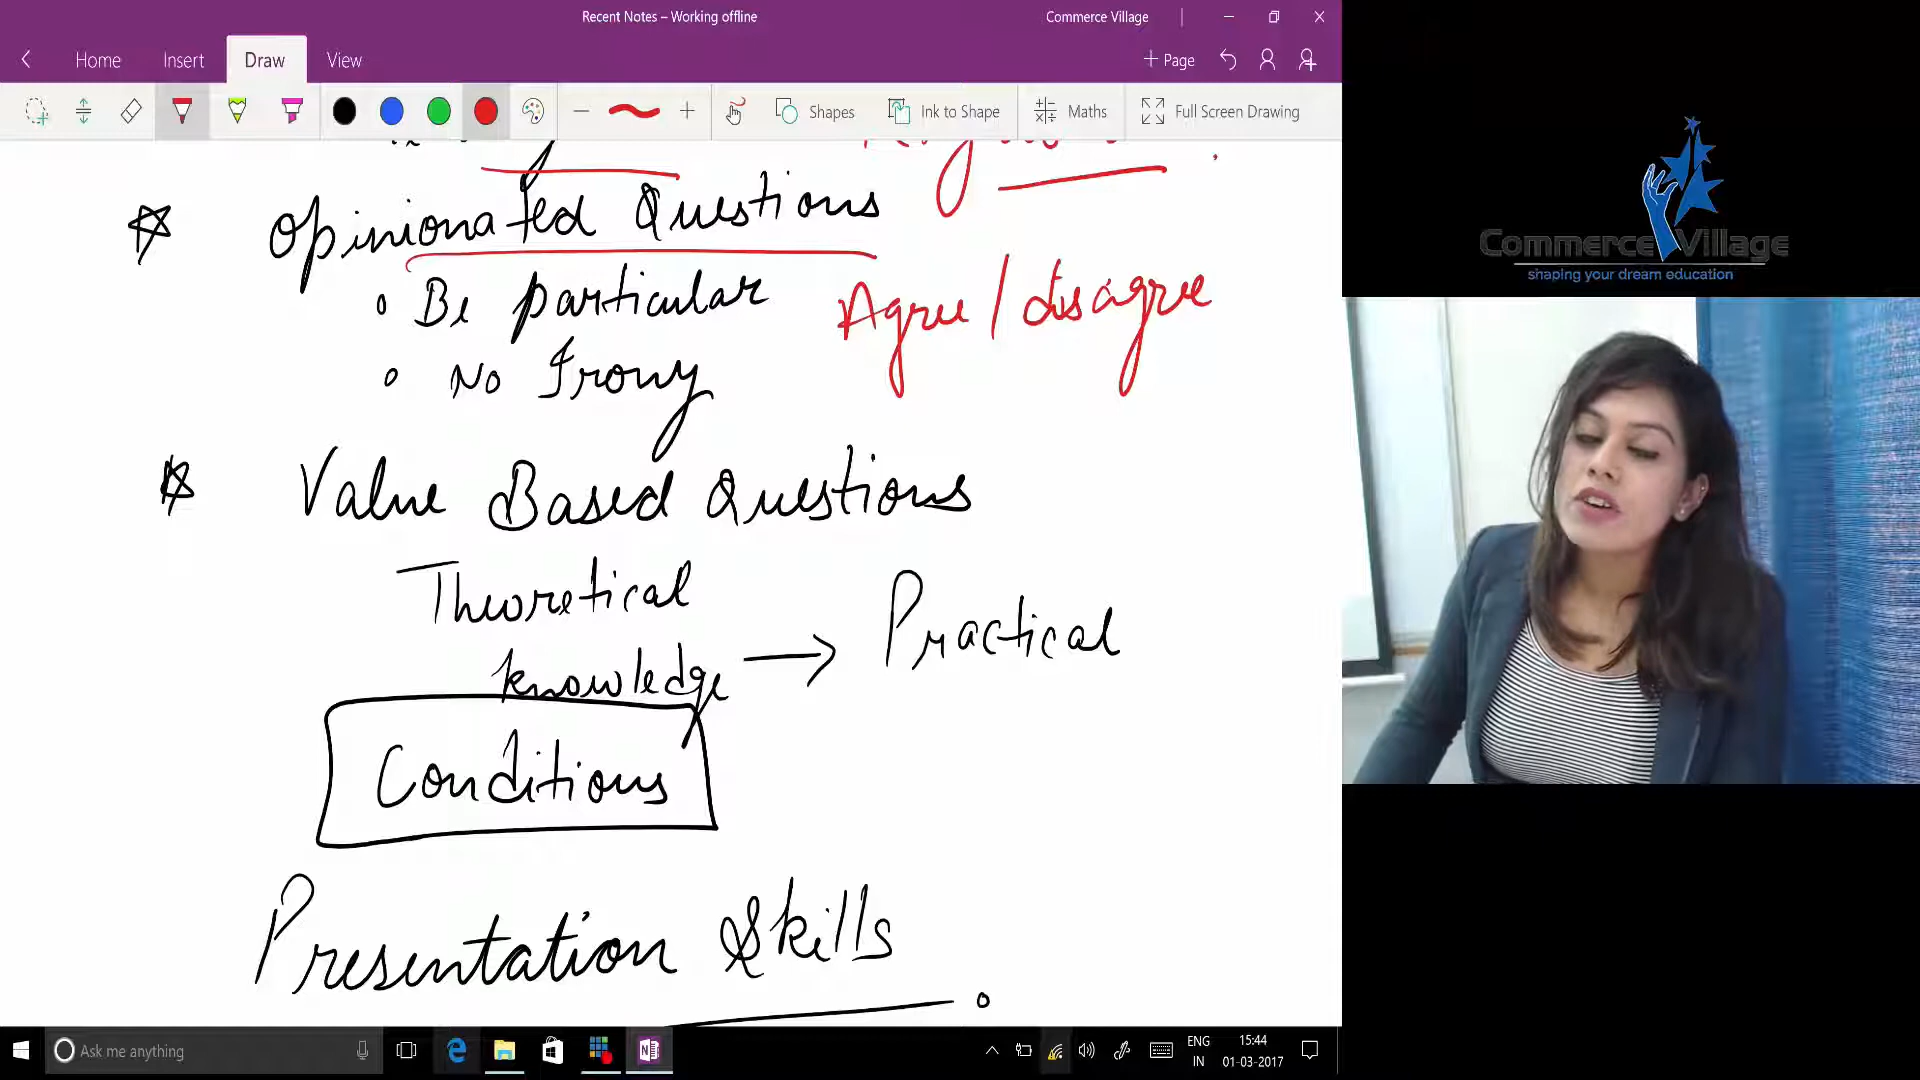 Recent Notes – Working offline
Commerce Village
Home Insert Draw View
Page
Shapes Ink to Shape Maths Full Screen Drawing
Opinionated Questions
Be particular
Agree / disagree
No Irony
Value Based Questions
Theoretical
knowledge → Practical
Conditions
Presentation Skills
Commerce Village
shaping your dream education
Ask me anything
ENG
IN
15:44
01-03-2017